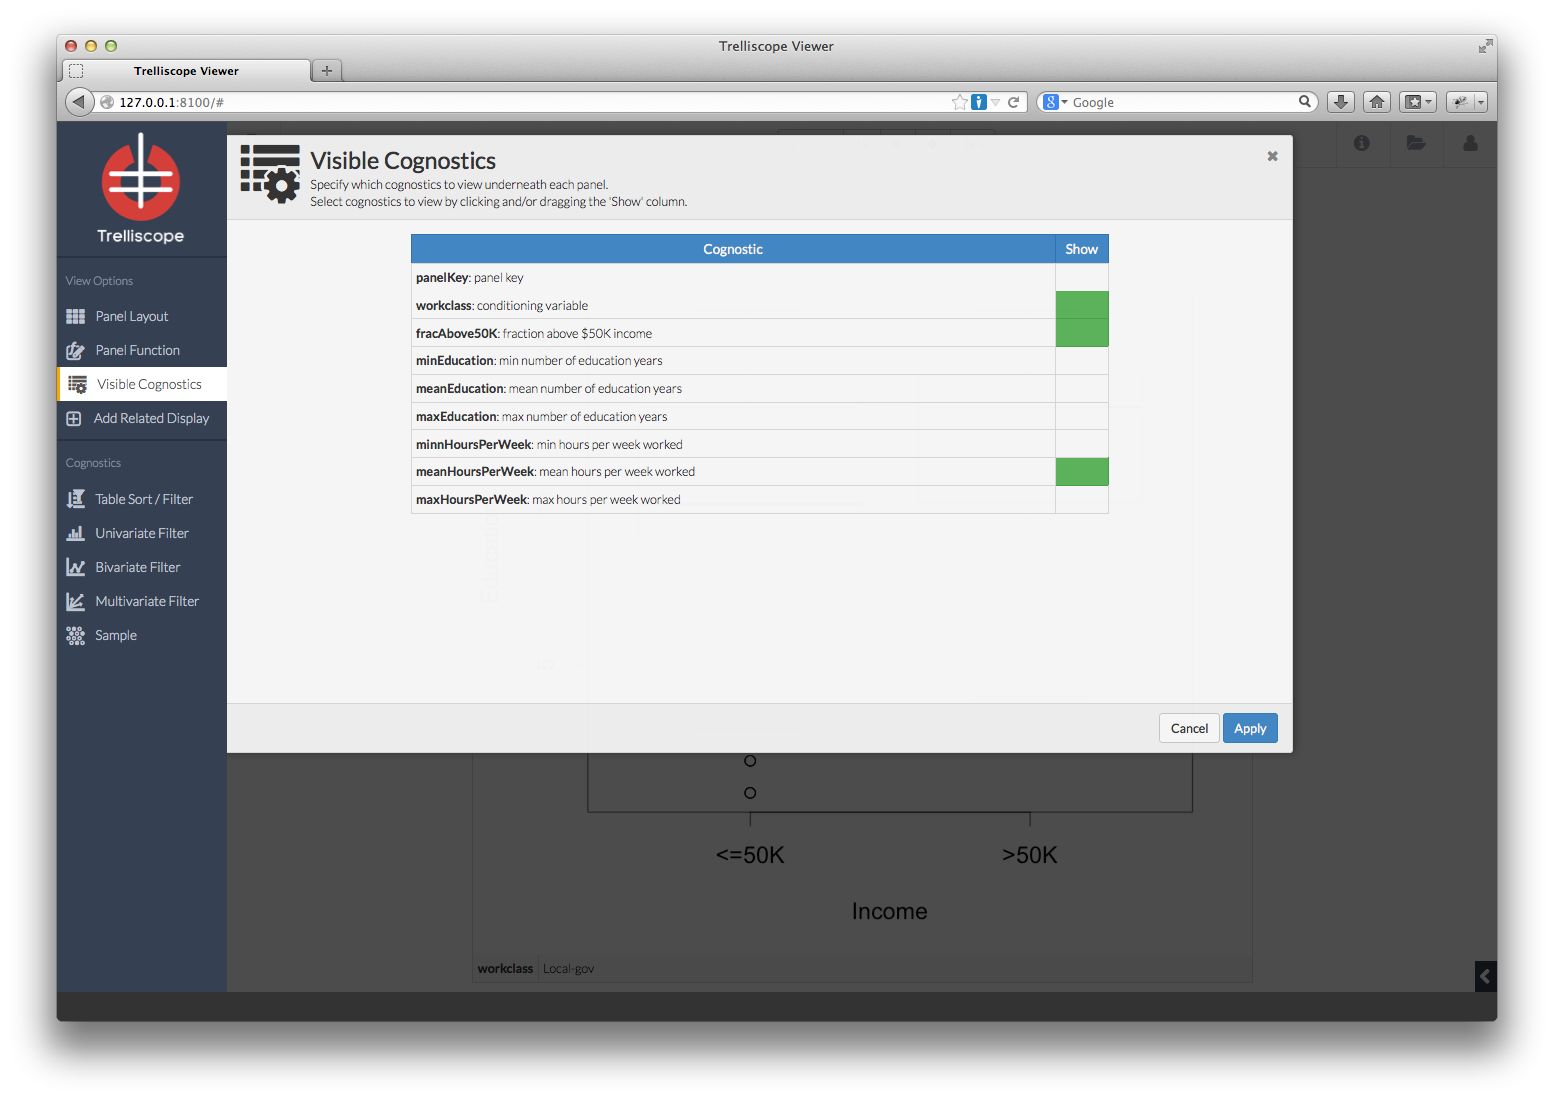 Trelliscope Viewer
Trelliscope Viewer
127.0.0.1:8100/#
8
Google
Trelliscope
View Options
Panel Layout
Panel Function
Visible Cognostics
Add Related Display
Cognostics
Table Sort / Filter
Univariate Filter
Bivariate Filter
Multivariate Filter
Sample
Visible Cognostics
Specify which cognostics to view underneath each panel.
Select cognostics to view by clicking and/or dragging the 'Show' column.
Cognostic Show
panelKey: panel key
workclass: conditioning variable
fracAbove50K: fraction above $50K income
minEducation: min number of education years
meanEducation: mean number of education years
maxEducation: max number of education years
minnHoursPerWeek: min hours per week worked
meanHoursPerWeek: mean hours per week worked
maxHoursPerWeek: max hours per week worked
Cancel Apply
<=50K >50K
Income
workclass Local-gov